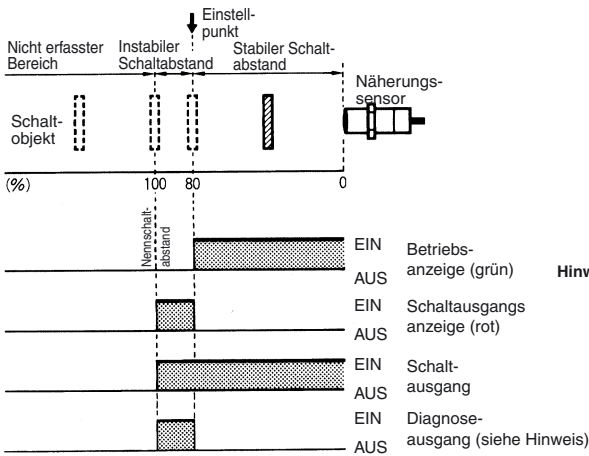 Einstell-
punkt
Nicht erfasster
Bereich
Instabiler
Schaltabstand
Stabiler Schalt-
abstand
Näherungs-
sensor
Schalt-
objekt
(%)
100
80
0
Nennschalt-
abstand
EIN
AUS
Betriebs-
anzeige (grün)
Hinw
EIN
AUS
Schaltausgangs
anzeige (rot)
EIN
AUS
Schalt-
ausgang
EIN
AUS
Diagnose-
ausgang (siehe Hinweis)